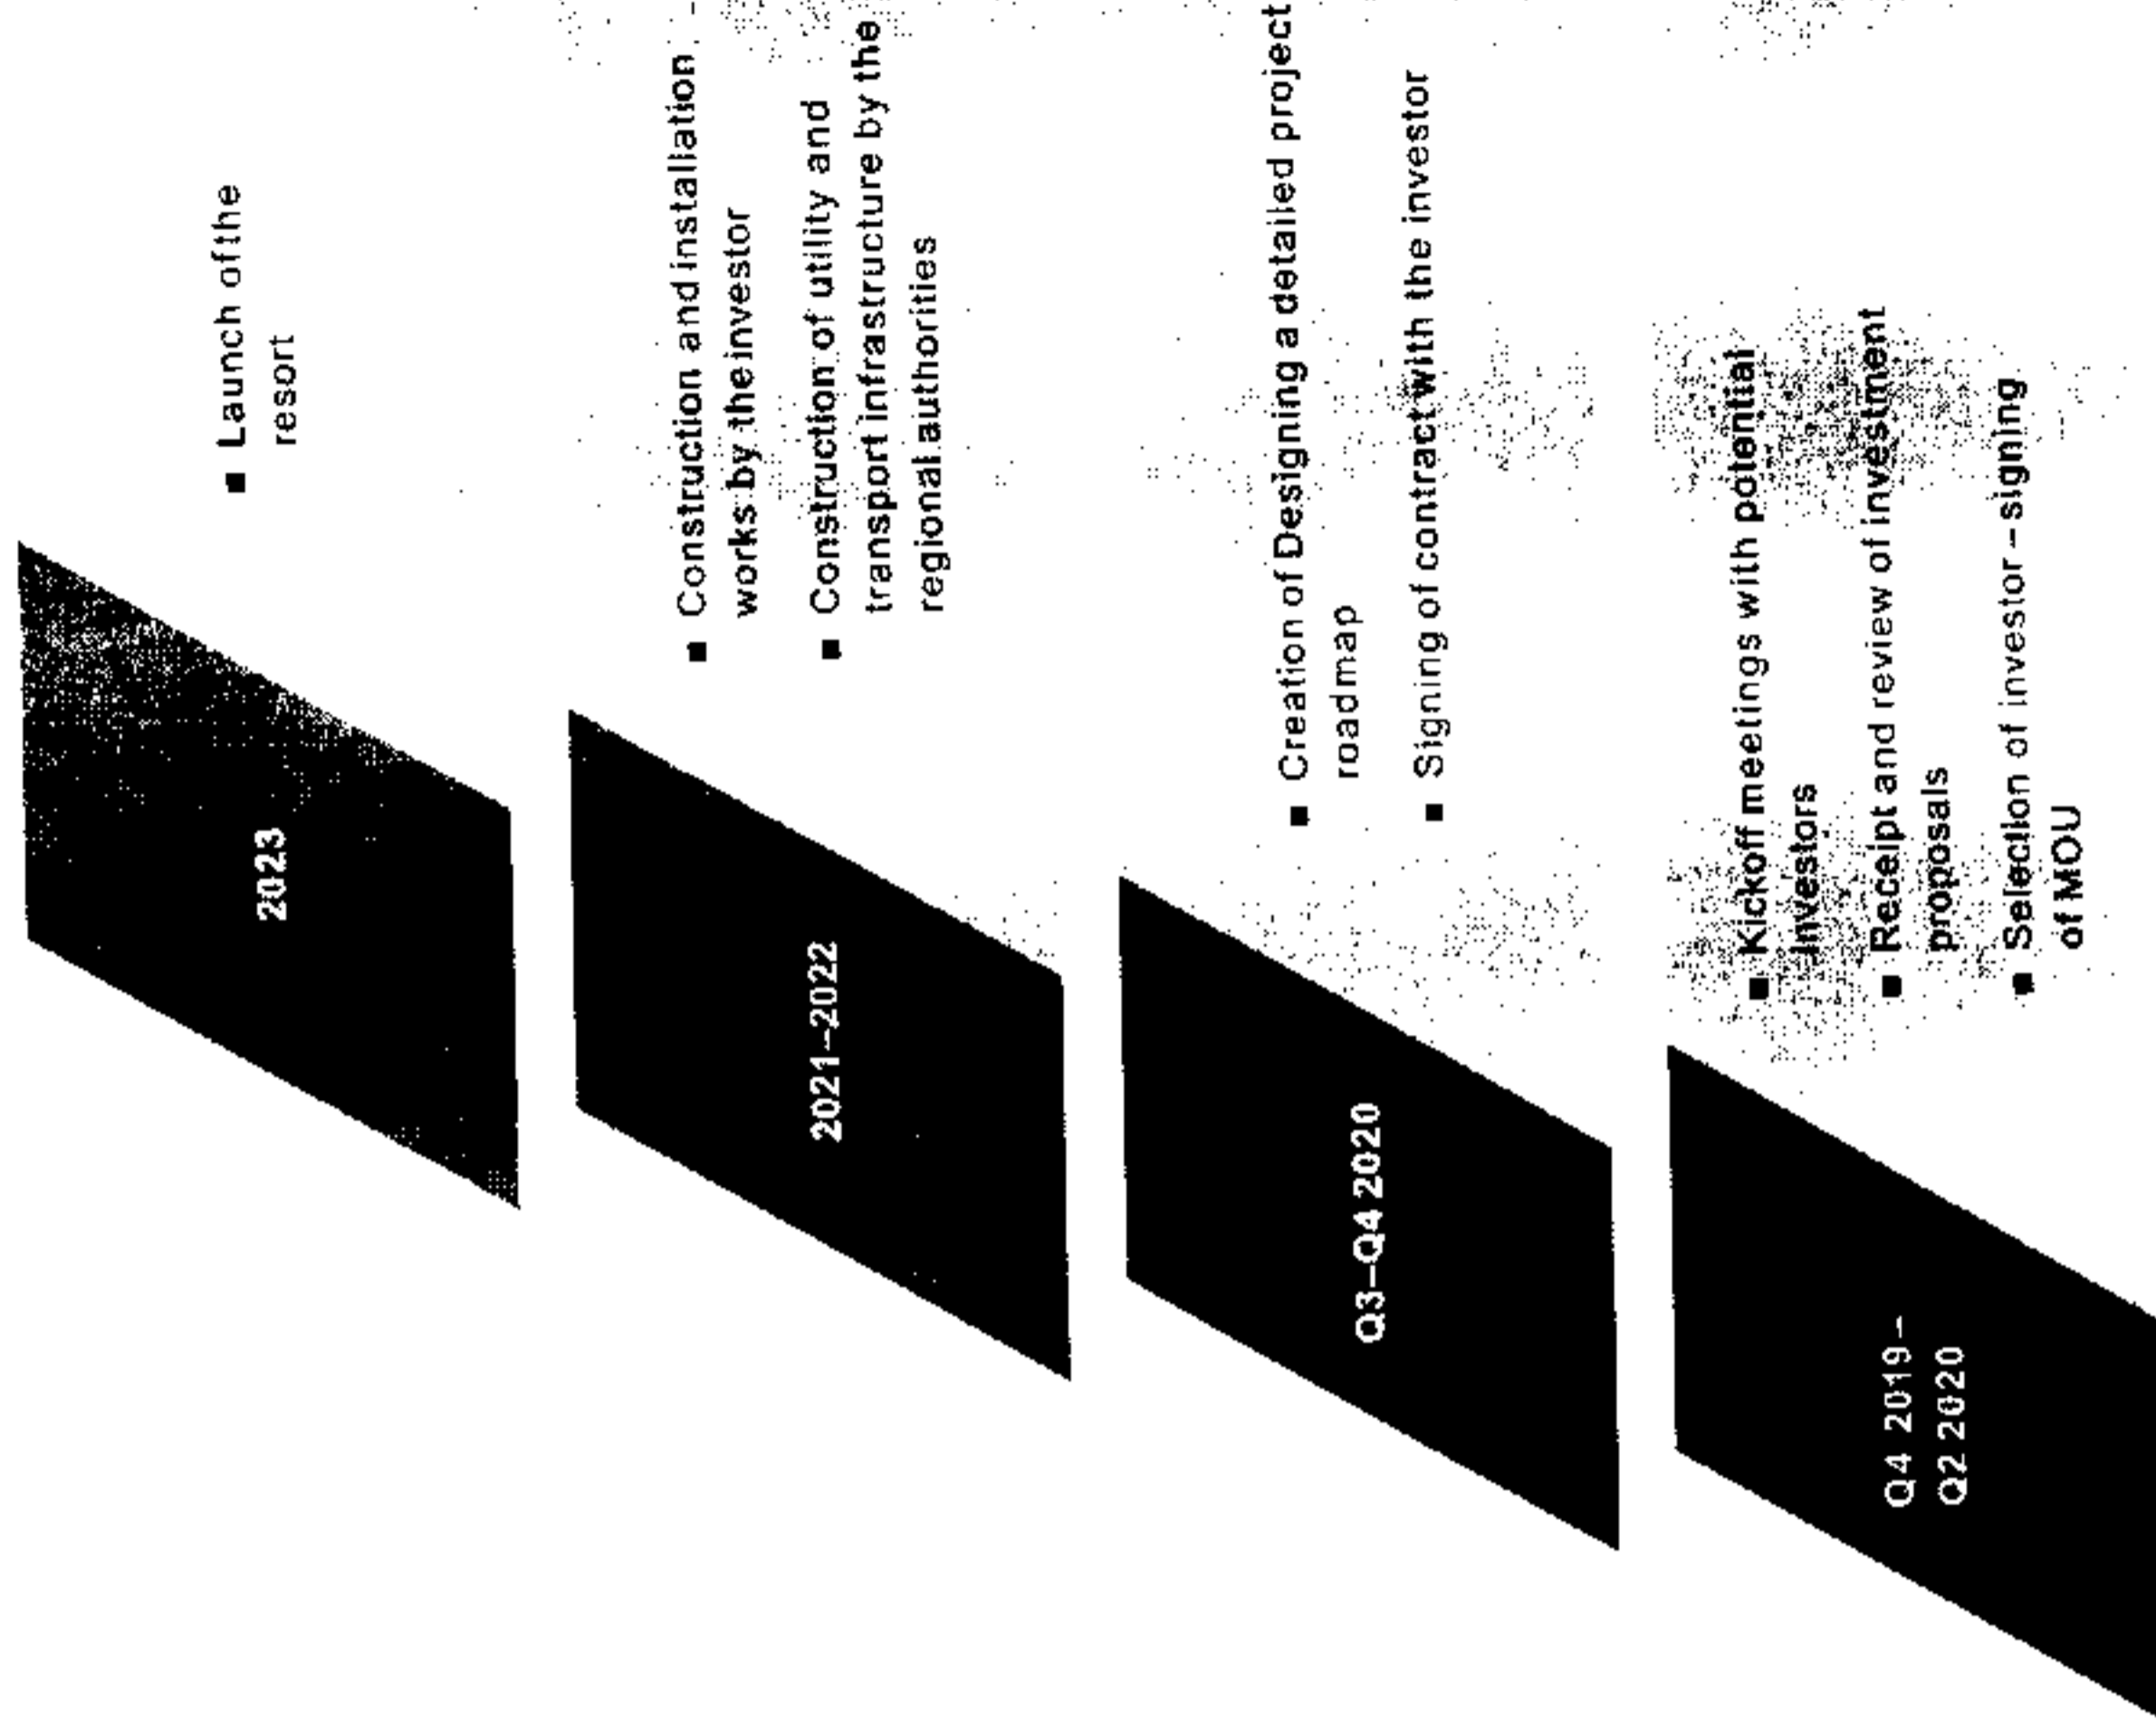 2023
■ Launch of the
resort
2021–2022
■ Construction and installation
works by the investor
■ Construction of utility and
transport infrastructure by the
regional authorities
Q3–Q4 2020
■ Creation of Designing a detailed project
roadmap
■ Signing of contract with the investor
Q4 2019 –
Q2 2020
■ Kickoff meetings with potential
investors
■ Receipt and review of investment
proposals
■ Selection of investor – signing
of MOU